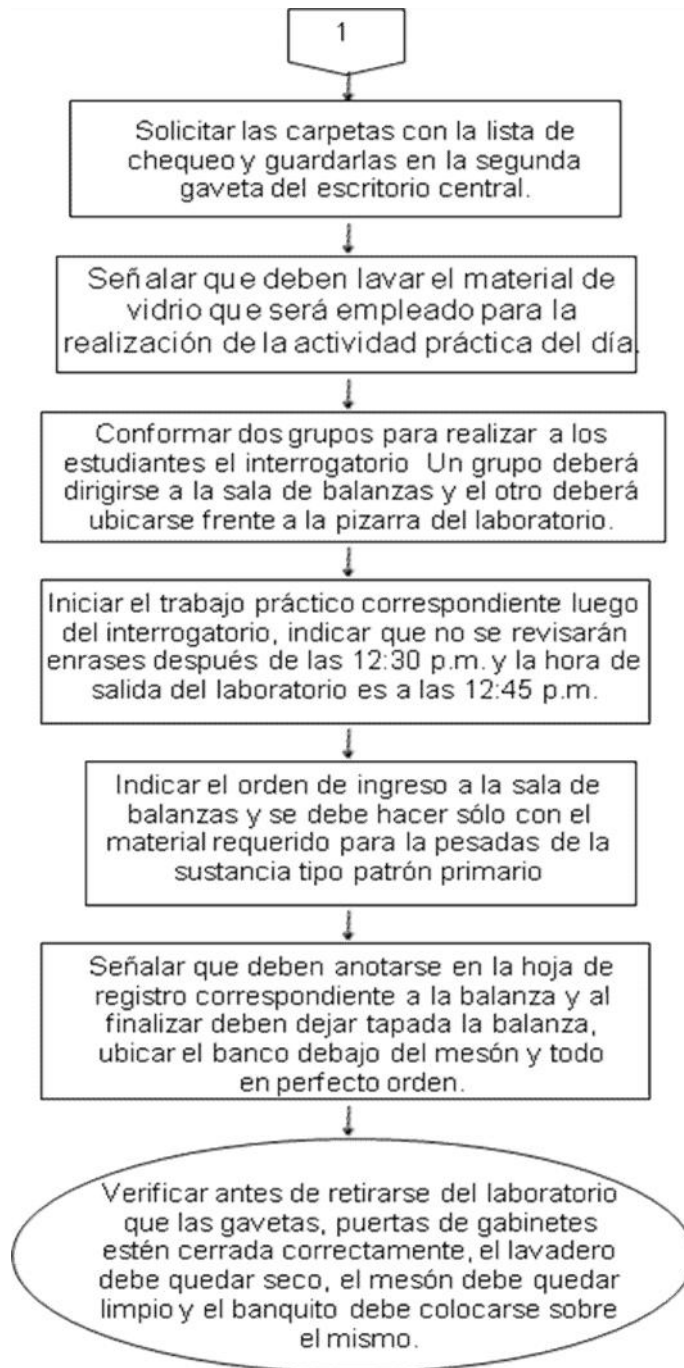 1
Solicitar las carpetas con la lista de
chequeo y guardarlas en la segunda
gaveta del escritorio central.
Señalar que deben lavar el material de
vidrio que será empleado para la
realización de la actividad práctica del día.
Conformar dos grupos para realizar a los
estudiantes el interrogatorio Un grupo deberá
dirigirse a la sala de balanzas y el otro deberá
ubicarse frente a la pizarra del laboratorio.
Iniciar el trabajo práctico correspondiente luego
del interrogatorio, indicar que no se revisarán
enrases después de las 12:30 p.m. y la hora de
salida del laboratorio es a las 12:45 p.m.
Indicar el orden de ingreso a la sala de
balanzas y se debe hacer sólo con el
material requerido para la pesadas de la
sustancia tipo patrón primario
Señalar que deben anotarse en la hoja de
registro correspondiente a la balanza y al
finalizar deben dejar tapada la balanza,
ubicar el banco debajo del mesón y todo
en perfecto orden.
Verificar antes de retirarse del laboratorio
que las gavetas, puertas de gabinetes
estén cerrada correctamente, el lavadero
debe quedar seco, el mesón debe quedar
limpio y el banquito debe colocarse sobre
el mismo.